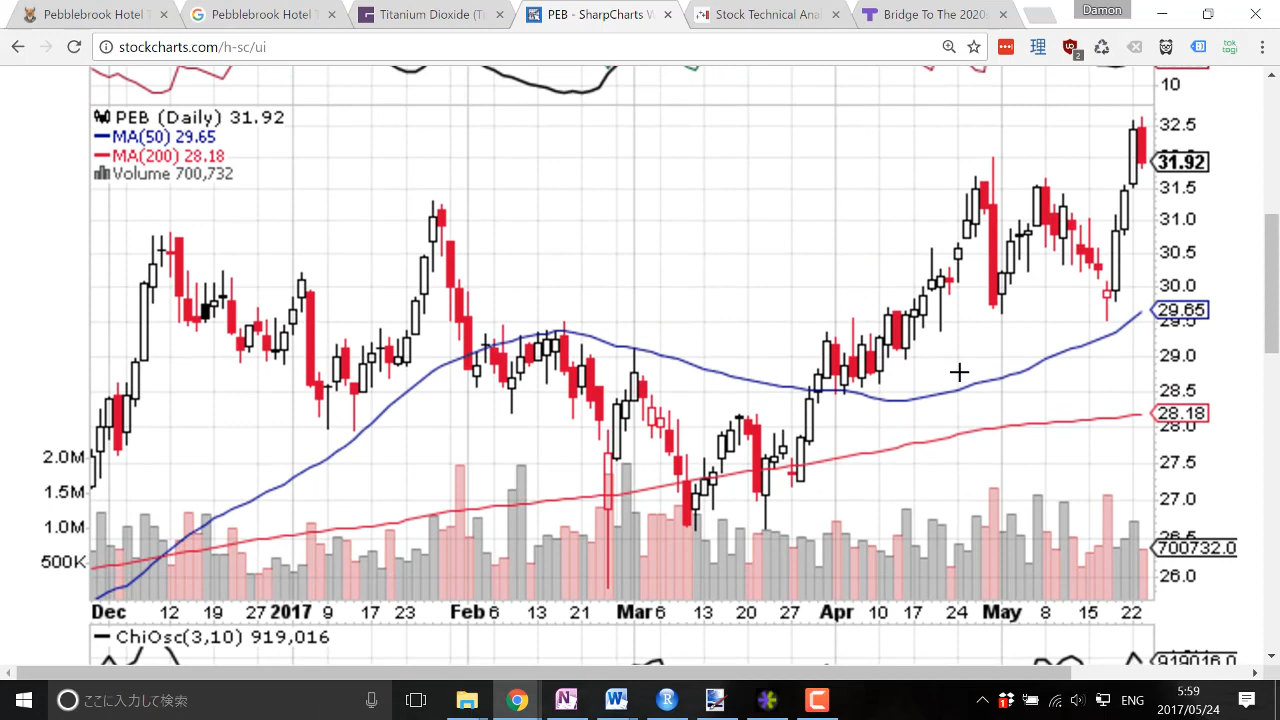 Pebblebrook Hotel T
Pebblebrook Hotel T
Titanium Dioxide (T
PEB - SharpCharts W
Stock Technical A
Bridge To The
Damon
stockcharts.com/h-sc/ui
10
PEB (Daily) 31.92
MA(50) 29.65
MA(200) 28.18
Volume 700,732
32.5
31.92
31.5
31.0
30.5
30.0
29.65
29.5
29.0
28.5
28.18
28.0
27.5
27.0
26.5
700732.0
26.0
2.0M
1.5M
1.0M
500K
Dec 12 19 27 2017 9 17 23 Feb 6 13 21 Mar 6 13 20 27 Apr 10 17 24 May 8 15 22
ChiOsc(3,10) 919,016
919016.0
ここに入力して検索
ENG
5:59
2017/05/24